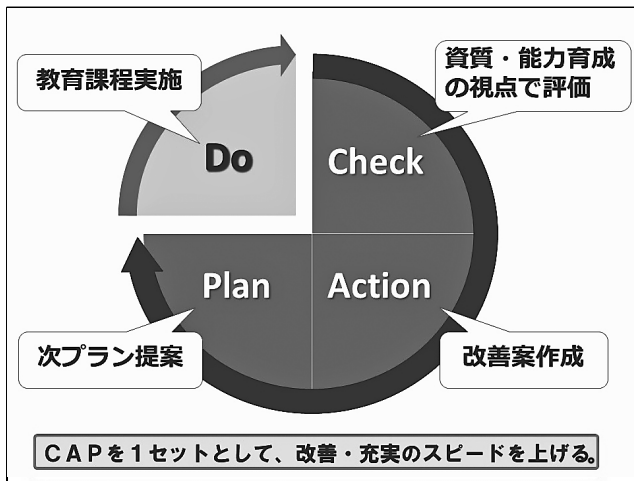 教育課程実施
資質・能力育成
の視点で評価
Do
Check
Plan
Action
次プラン提案
改善案作成
CAPを1セットとして、改善・充実のスピードを上げる。